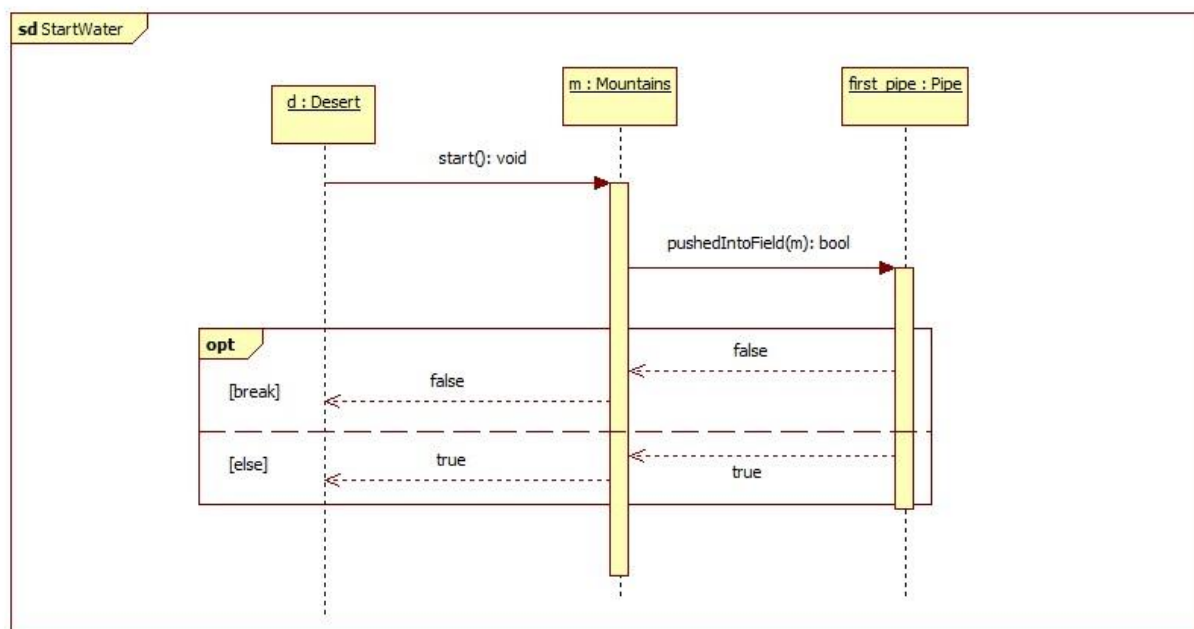 sd StartWater
d : Desert
m : Mountains
first_pipe : Pipe
start(): void
pushedIntoField(m): bool
opt
false
false
[break]
true
[else]
true